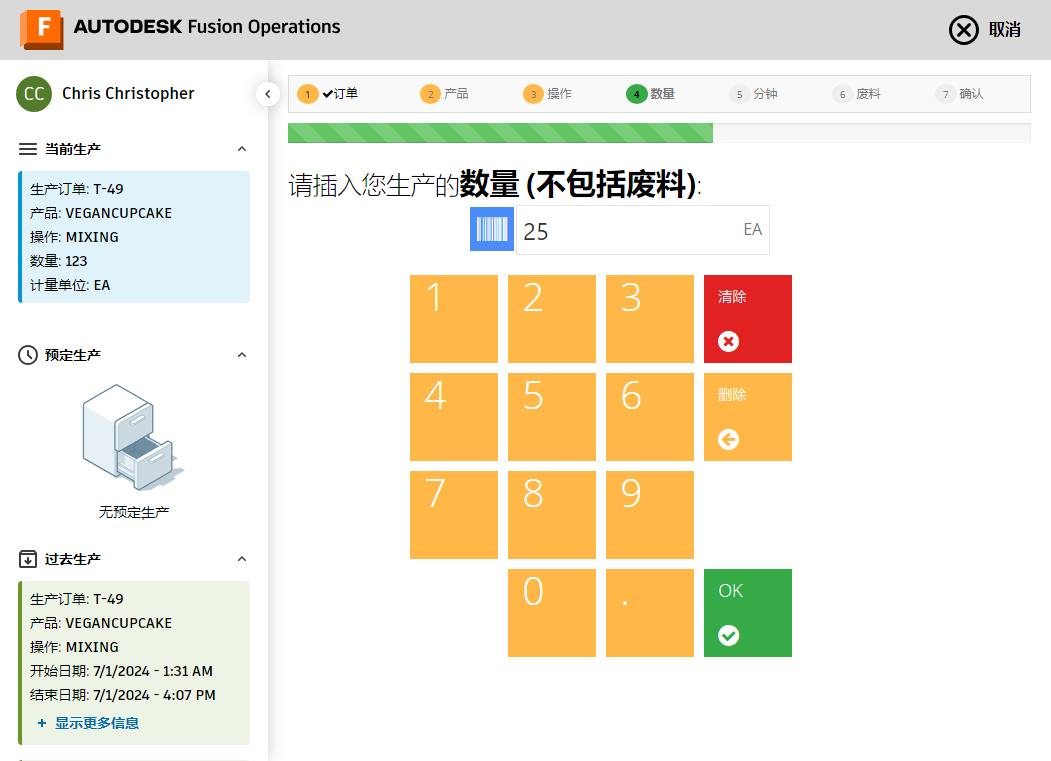 F AUTODESK Fusion Operations
取消
CC Chris Christopher
当前生产
生产订单: T-49
产品: VEGANCUPCAKE
操作: MIXING
数量: 123
计量单位: EA
预定生产
无预定生产
过去生产
生产订单: T-49
产品: VEGANCUPCAKE
操作: MIXING
开始日期: 7/1/2024 - 1:31 AM
结束日期: 7/1/2024 - 4:07 PM
+ 显示更多信息
1 ✔订单 2 产品 3 操作 4 数量 5 分钟 6 废料 7 确认
请插入您生产的数量 (不包括废料):
25 EA
1 2 3 清除
4 5 6 删除
7 8 9
0 . OK